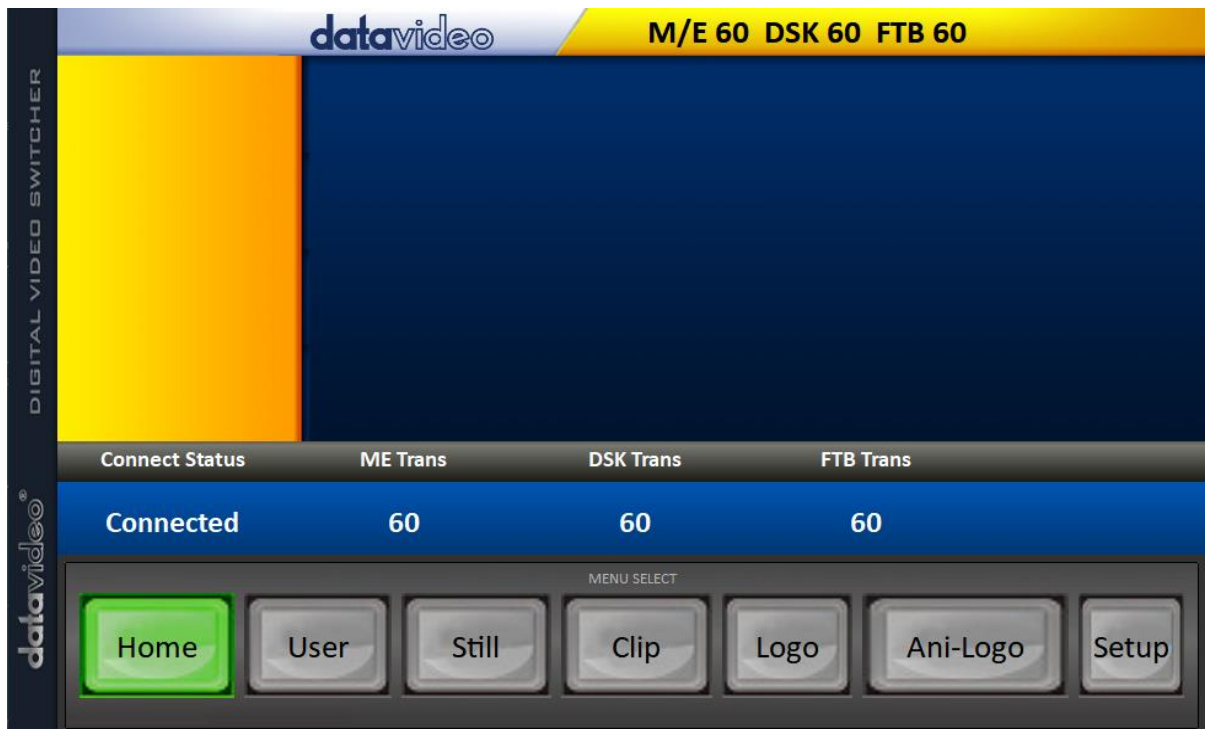 datavideo
M/E 60 DSK 60 FTB 60
DIGITAL VIDEO SWITCHER
datavideo®
Connect Status ME Trans DSK Trans FTB Trans
Connected 60 60 60
MENU SELECT
Home User Still Clip Logo Ani-Logo Setup